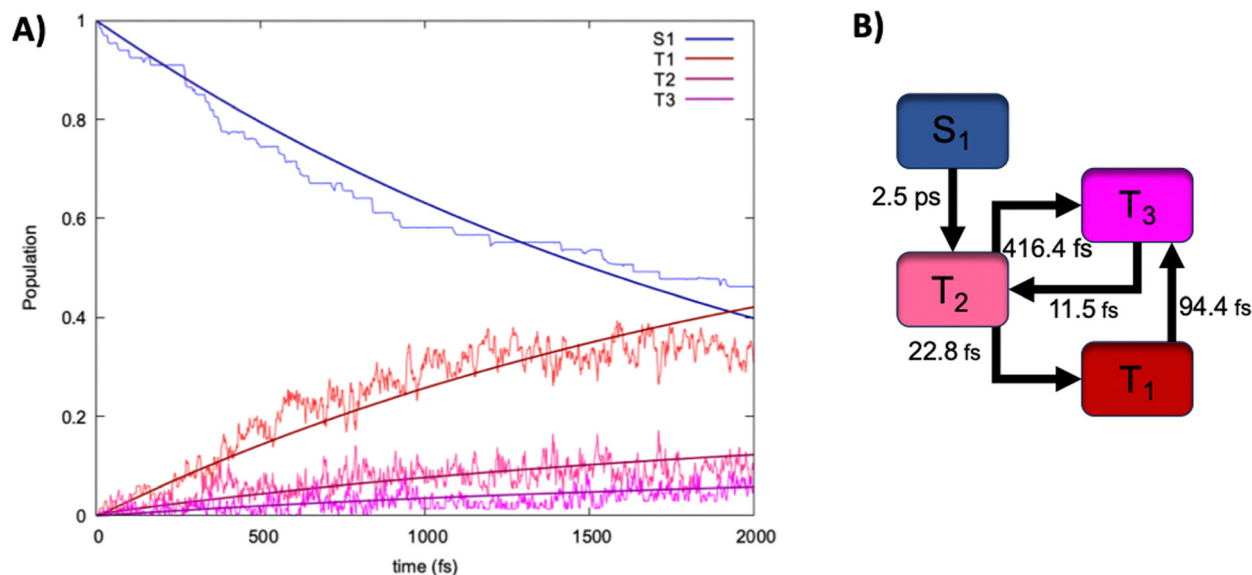 A)
Population
1
0.8
0.6
0.4
0.2
0
0 500 1000 1500 2000
time (fs)
S1
T1
T2
T3
B)
S₁
2.5 ps
T₃
416.4 fs
T₂
11.5 fs
94.4 fs
22.8 fs
T₁